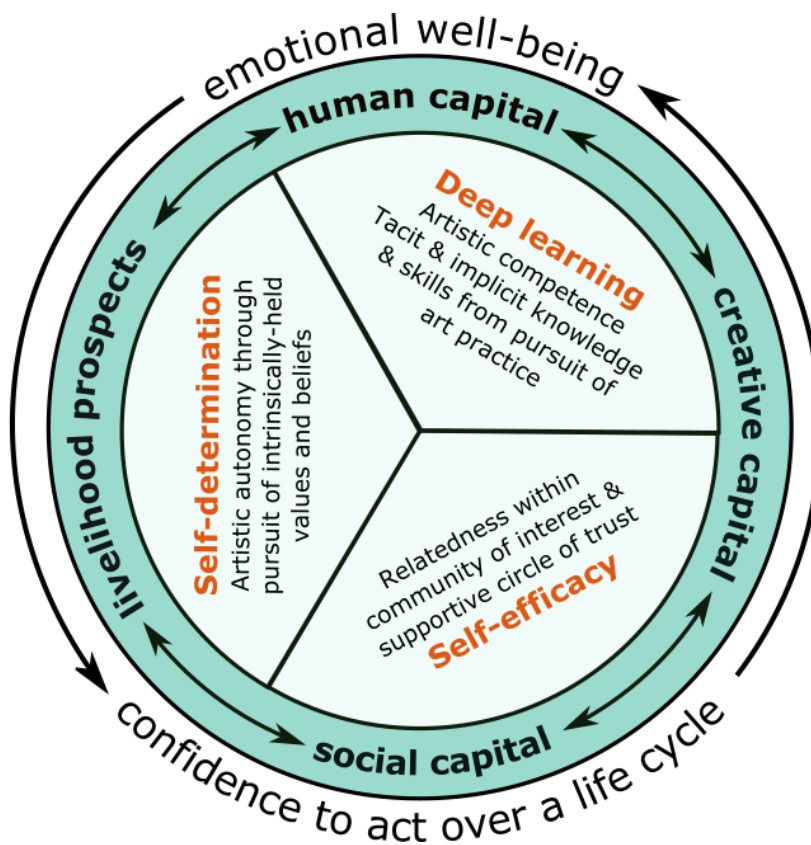 emotional well-being
human capital
Deep learning
Artistic competence
Tacit & implicit knowledge
& skills from pursuit of
art practice
creative capital
livelihood prospects
Self-determination
Artistic autonomy through
pursuit of intrinsically-held
values and beliefs
Relatedness within
community of interest &
supportive circle of trust
Self-efficacy
social capital
confidence to act over a life cycle